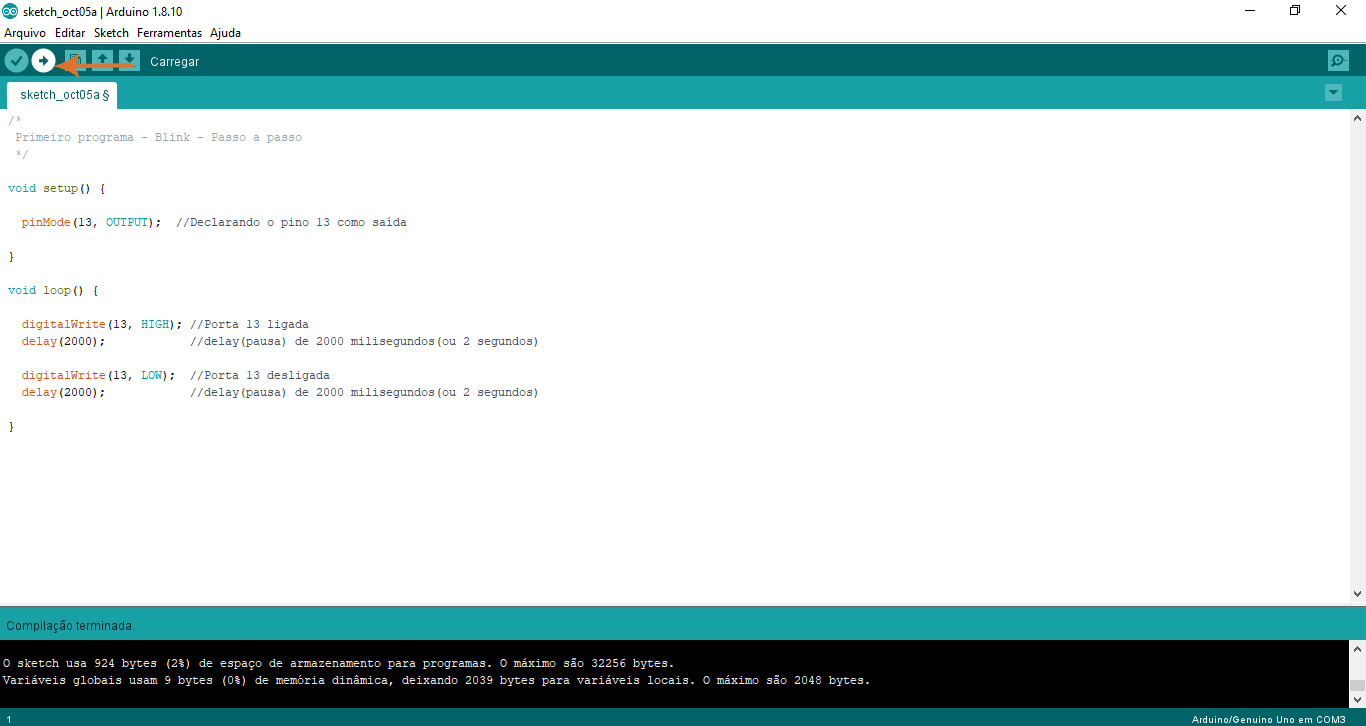 sketch_oct05a | Arduino 1.8.10
Arquivo Editar Sketch Ferramentas Ajuda
Carregar
sketch_oct05a §
/*
Primeiro programa - Blink - Passo a passo
*/
void setup() {
pinMode(13, OUTPUT); //Declarando o pino 13 como saída
}
void loop() {
digitalWrite(13, HIGH); //Porta 13 ligada
delay(2000); //delay(pausa) de 2000 milisegundos(ou 2 segundos)
digitalWrite(13, LOW); //Porta 13 desligada
delay(2000); //delay(pausa) de 2000 milisegundos(ou 2 segundos)
}
Compilação terminada.
O sketch usa 924 bytes (2%) de espaço de armazenamento para programas. O máximo são 32256 bytes.
Variáveis globais usam 9 bytes (0%) de memória dinâmica, deixando 2039 bytes para variáveis locais. O máximo são 2048 bytes.
1 Arduino/Genuino Uno em COM3